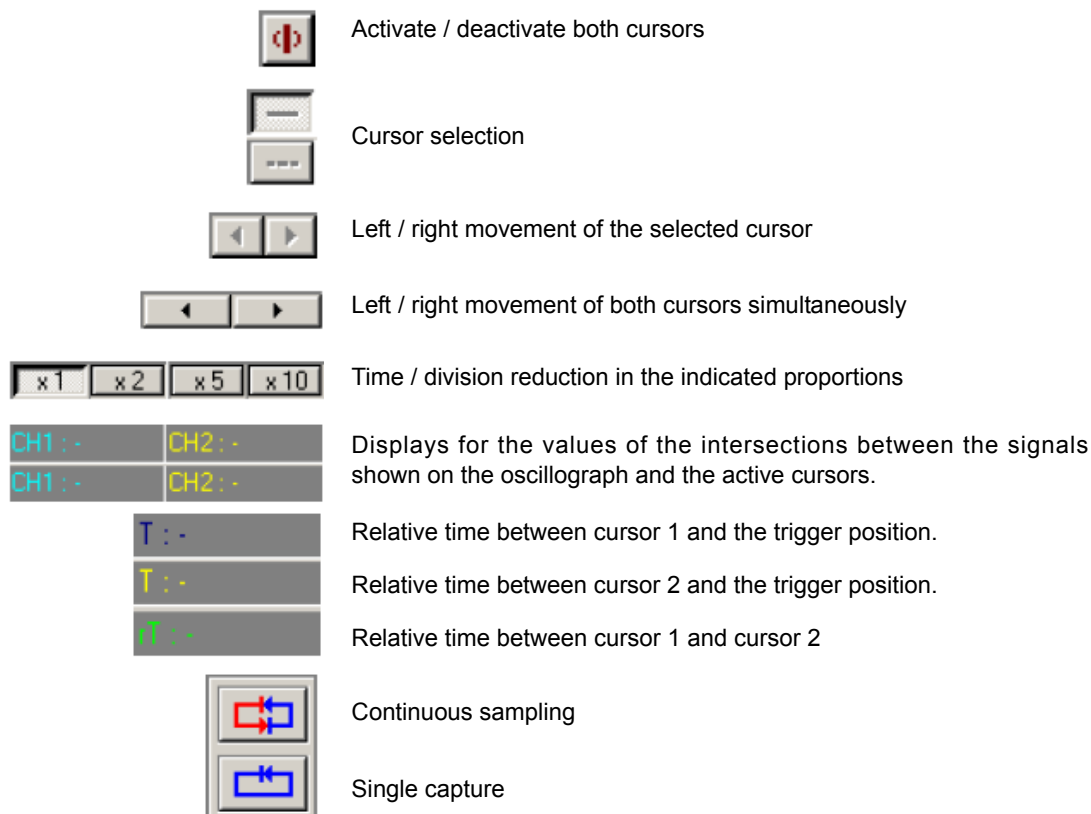 Activate / deactivate both cursors
Cursor selection
Left / right movement of the selected cursor
Left / right movement of both cursors simultaneously
x 1 x 2 x 5 x 10 Time / division reduction in the indicated proportions
CH1 : - CH2 : - Displays for the values of the intersections between the signals
CH1 : - CH2 : - shown on the oscillograph and the active cursors.
T : - Relative time between cursor 1 and the trigger position.
T : - Relative time between cursor 2 and the trigger position.
rT : - Relative time between cursor 1 and cursor 2
Continuous sampling
Single capture